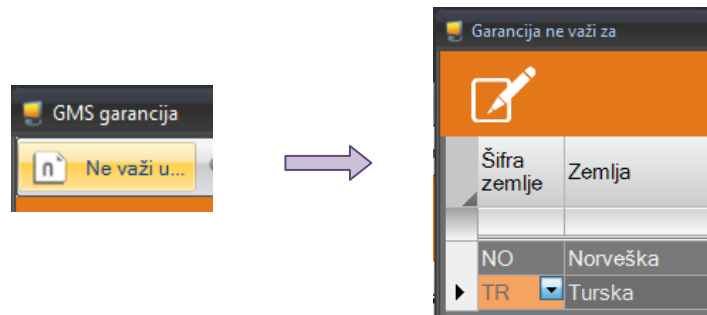 GMS garancija
Ne važi u...
Garancija ne važi za
Šifra zemlje
Zemlja
NO Norveška
TR Turska